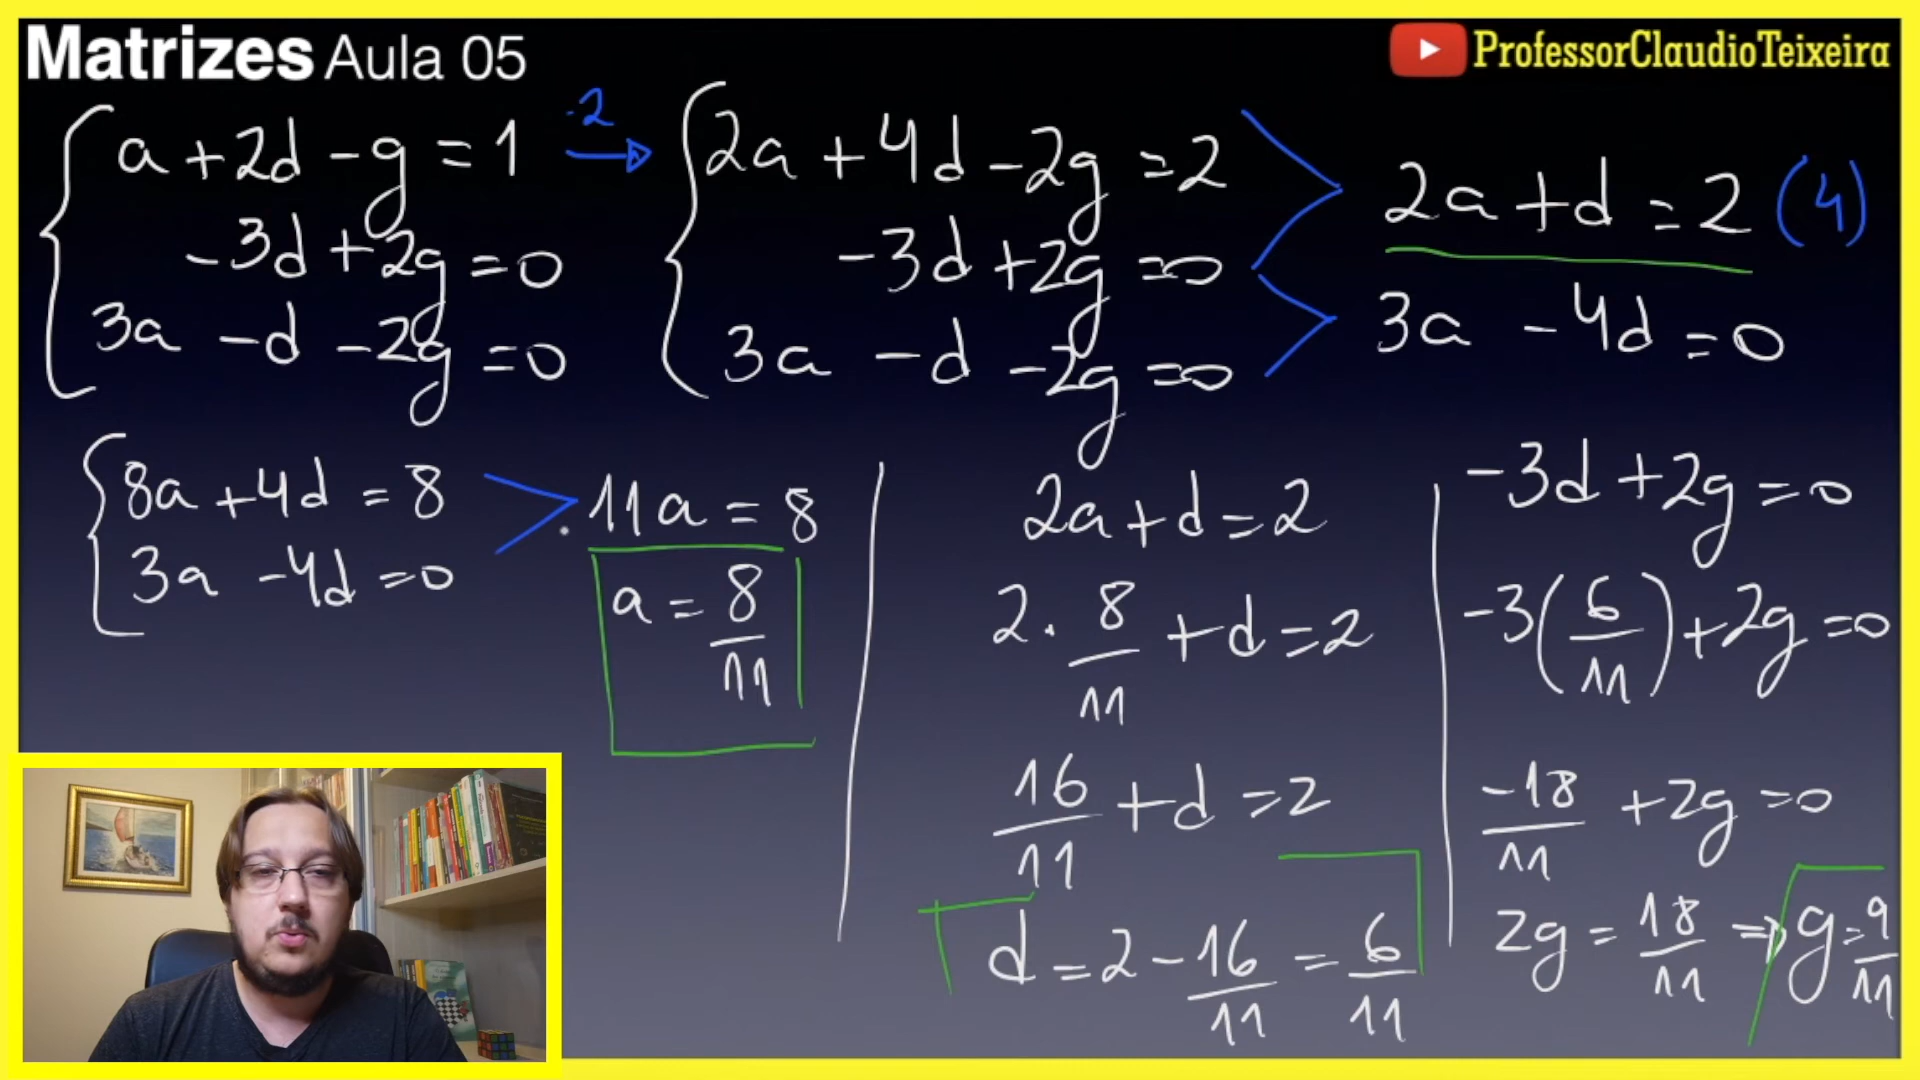 Matrizes Aula 05
ProfessorClaudioTeixeira
a + 2d - g = 1
-3d + 2g = 0
3a - d - 2g = 0
·2
2a + 4d - 2g = 2
-3d + 2g = 0
3a - d - 2g = 0
2a + d = 2 (4)
3a - 4d = 0
8a + 4d = 8
3a - 4d = 0
11a = 8
a = 8/11
2a + d = 2
2 · 8/11 + d = 2
16/11 + d = 2
d = 2 - 16/11 = 6/11
-3d + 2g = 0
-3(6/11) + 2g = 0
-18/11 + 2g = 0
2g = 18/11 ⇒ g = 9/11